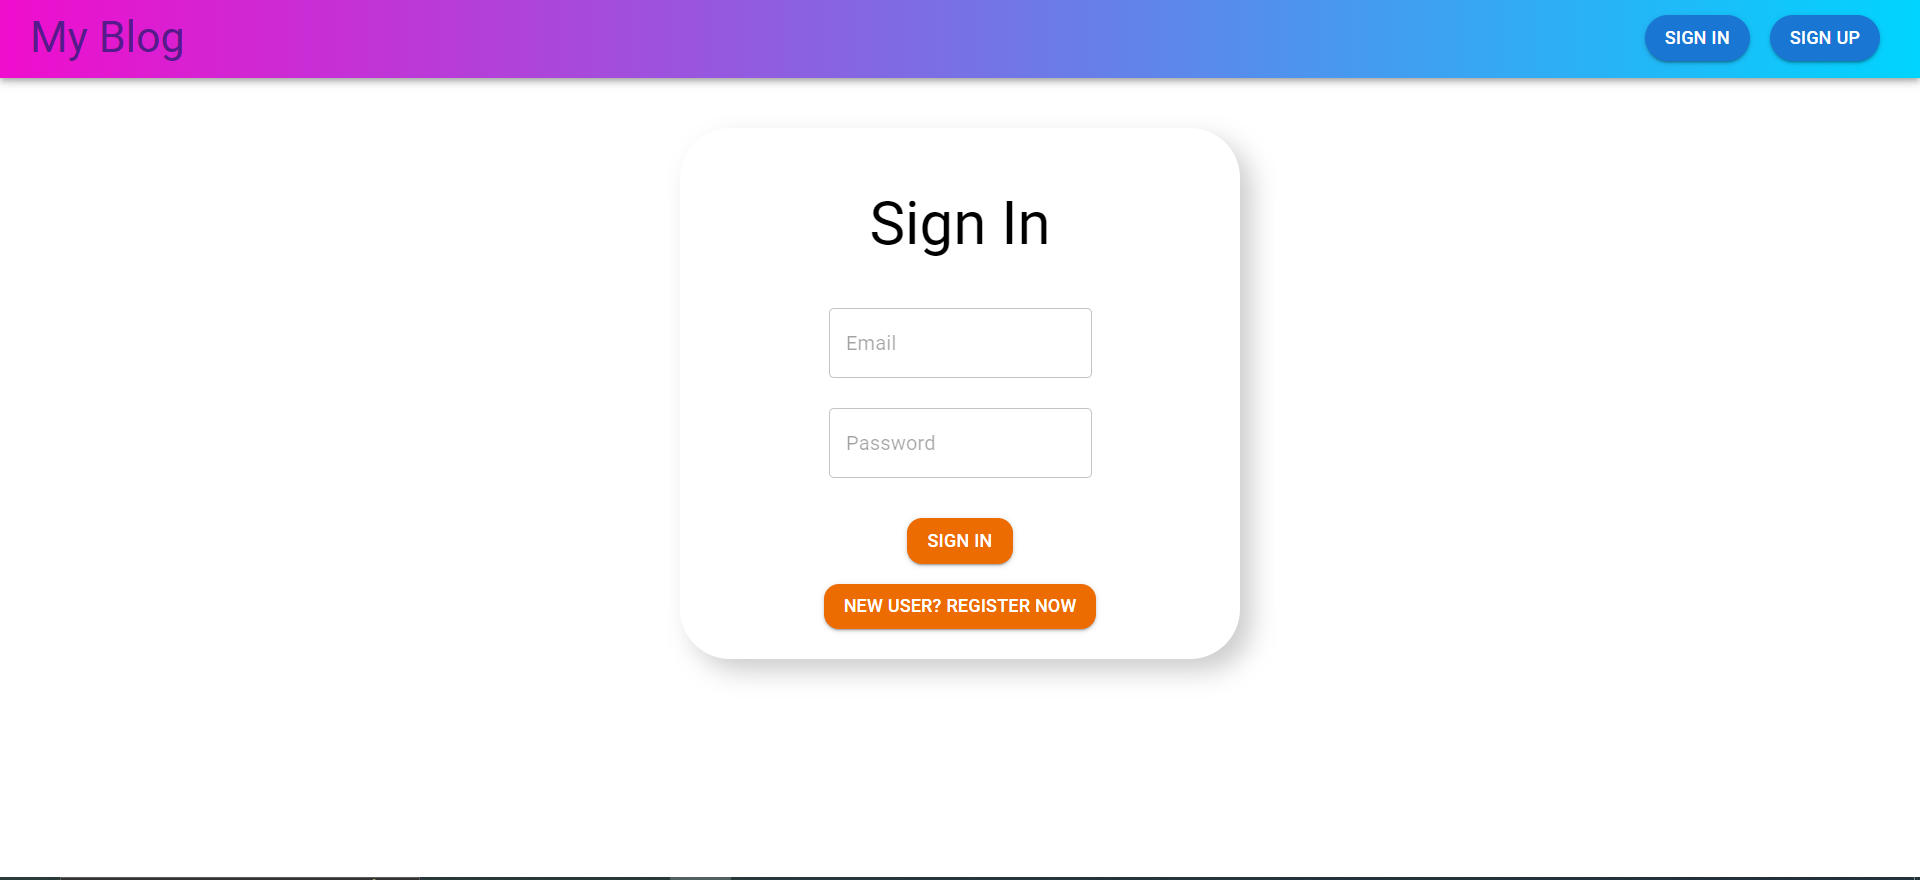 My Blog
SIGN IN
SIGN UP
Sign In
Email
Password
SIGN IN
NEW USER? REGISTER NOW